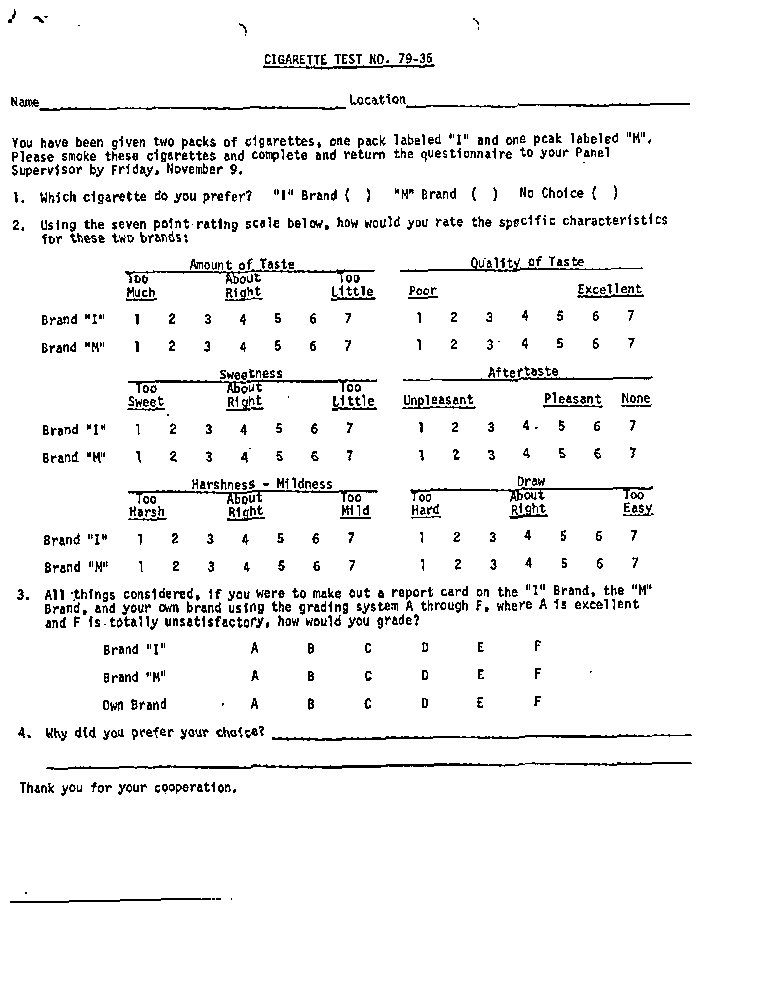 CIGARETTE TEST NO. 79-36
Name Location
You have been given two packs of cigarettes, one pack labeled "I" and one pcak labeled "M".
Please smoke these cigarettes and complete and return the questionnaire to your Panel
Supervisor by Friday, November 9.
1. Which cigarette do you prefer? "I" Brand ( ) "M" Brand ( ) No Choice ( )
2. Using the seven point rating scale below, how would you rate the specific characteristics
for these two brands:
Amount of Taste Quality of Taste
Too About Too
Much Right Little Poor Excellent
Brand "I" 1 2 3 4 5 6 7 1 2 3 4 5 6 7
Brand "M" 1 2 3 4 5 6 7 1 2 3 4 5 6 7
Sweetness Aftertaste
Too About Too
Sweet Right Little Unpleasant Pleasant None
Brand "I" 1 2 3 4 5 6 7 1 2 3 4 5 6 7
Brand "M" 1 2 3 4 5 6 7 1 2 3 4 5 6 7
Harshness - Mildness Draw
Too About Too Too About Too
Harsh Right Mild Hard Right Easy
Brand "I" 1 2 3 4 5 6 7 1 2 3 4 5 6 7
Brand "M" 1 2 3 4 5 6 7 1 2 3 4 5 6 7
3. All things considered, if you were to make out a report card on the "I" Brand, the "M"
Brand, and your own brand using the grading system A through F, where A is excellent
and F is totally unsatisfactory, how would you grade?
Brand "I" A B C D E F
Brand "M" A B C D E F
Own Brand A B C D E F
4. Why did you prefer your choice?
Thank you for your cooperation.